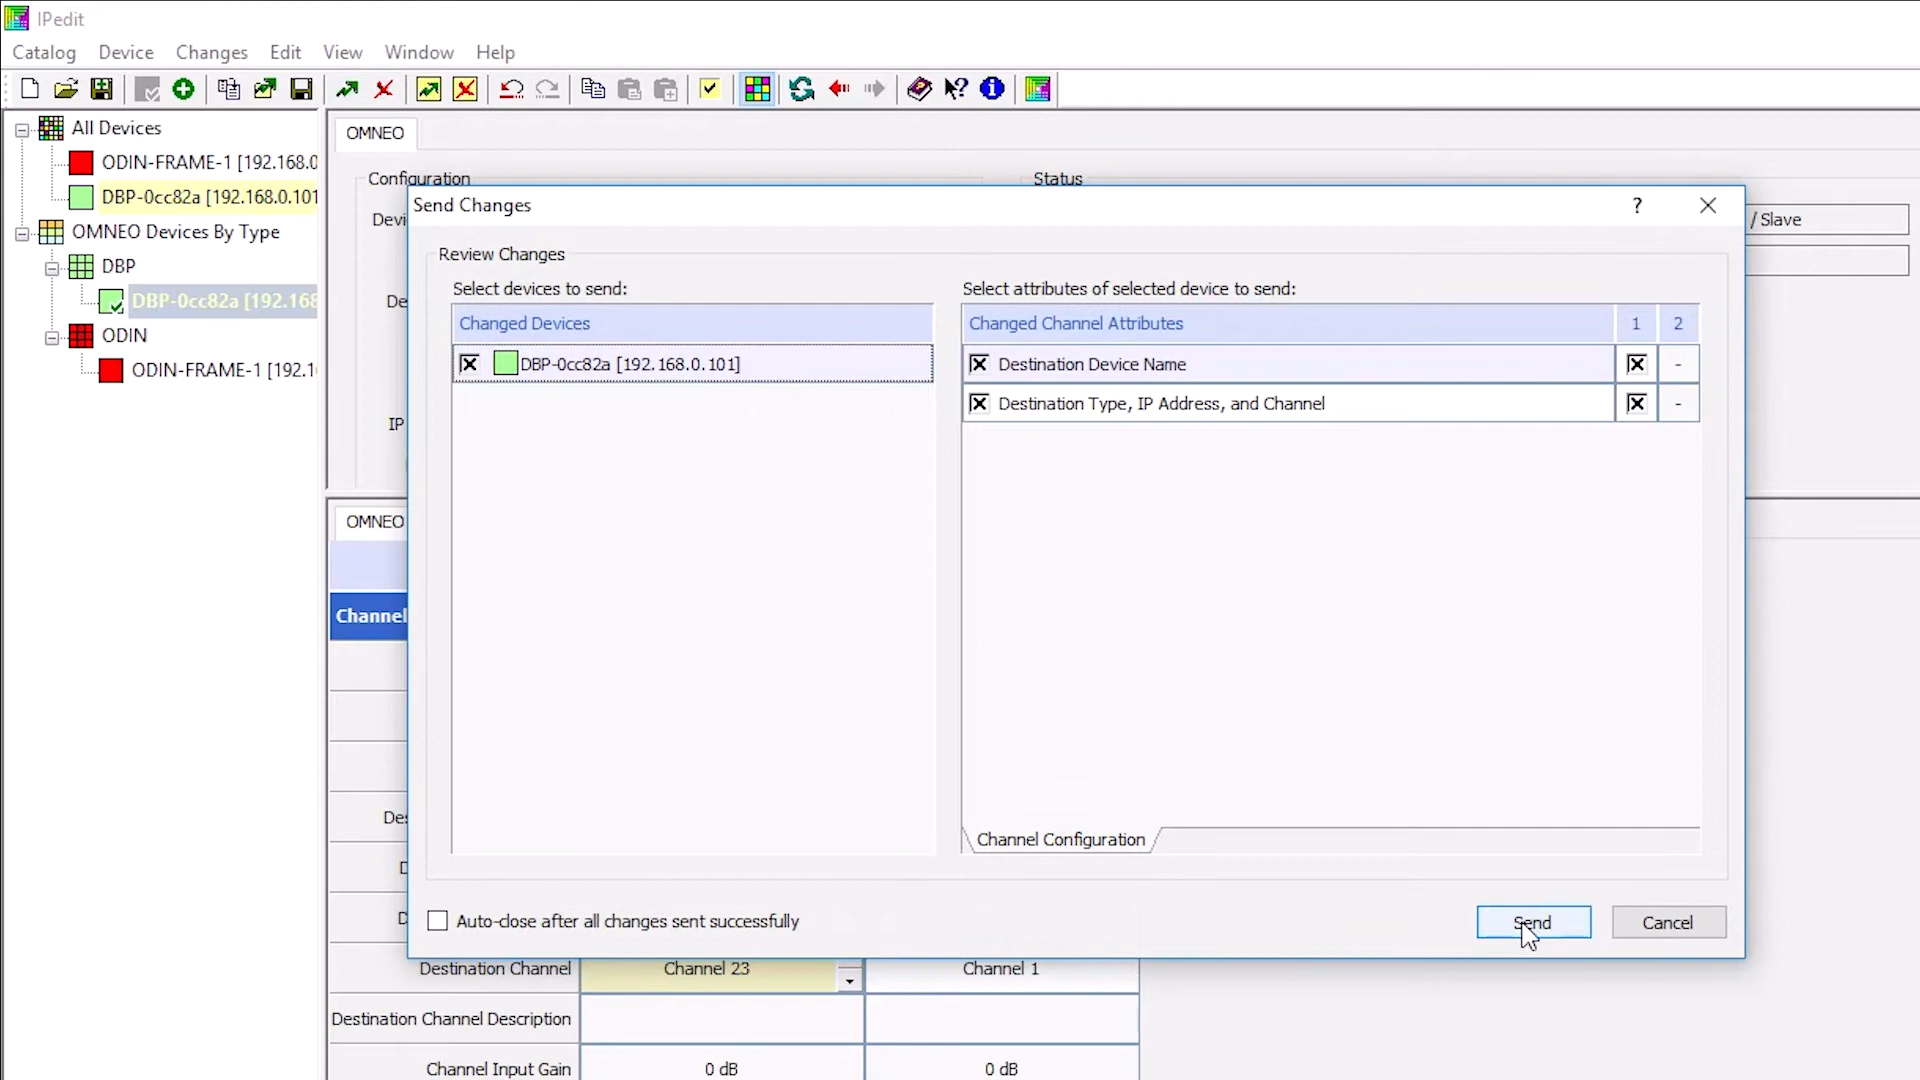 IPedit
Catalog Device Changes Edit View Window Help
All Devices
ODIN-FRAME-1 [192.168.0
DBP-0cc82a [192.168.0.101
OMNEO Devices By Type
DBP
DBP-0cc82a [192.168
ODIN
ODIN-FRAME-1 [192.1
OMNEO
Configuration
Status
Devi
/ Slave
De
IP
Send Changes
Review Changes
Select devices to send:
Changed Devices
DBP-0cc82a [192.168.0.101]
Select attributes of selected device to send:
Changed Channel Attributes 1 2
Destination Device Name -
Destination Type, IP Address, and Channel -
Channel Configuration
Auto-close after all changes sent successfully
Send
Cancel
OMNEO
Channel
Des
D
D
Destination Channel Channel 23 Channel 1
Destination Channel Description
Channel Input Gain 0 dB 0 dB